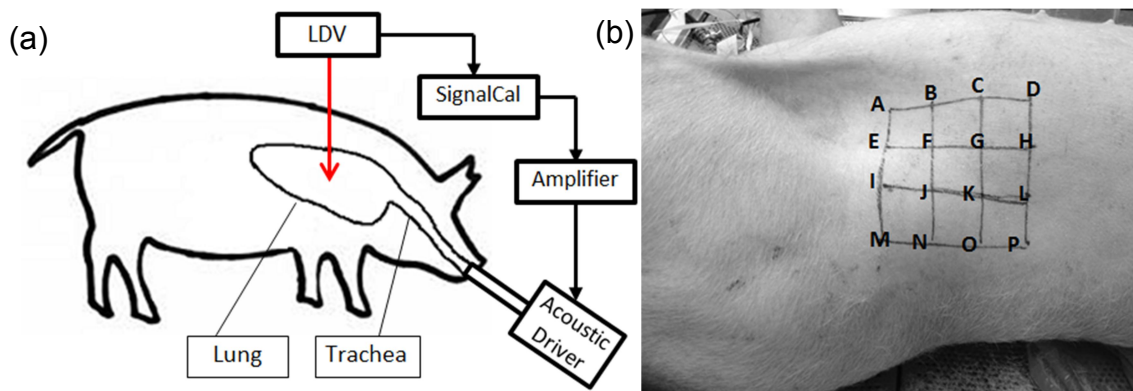 (a)
LDV
SignalCal
Amplifier
Acoustic
Driver
Lung
Trachea
(b)
A B C D
E F G H
I J K L
M N O P